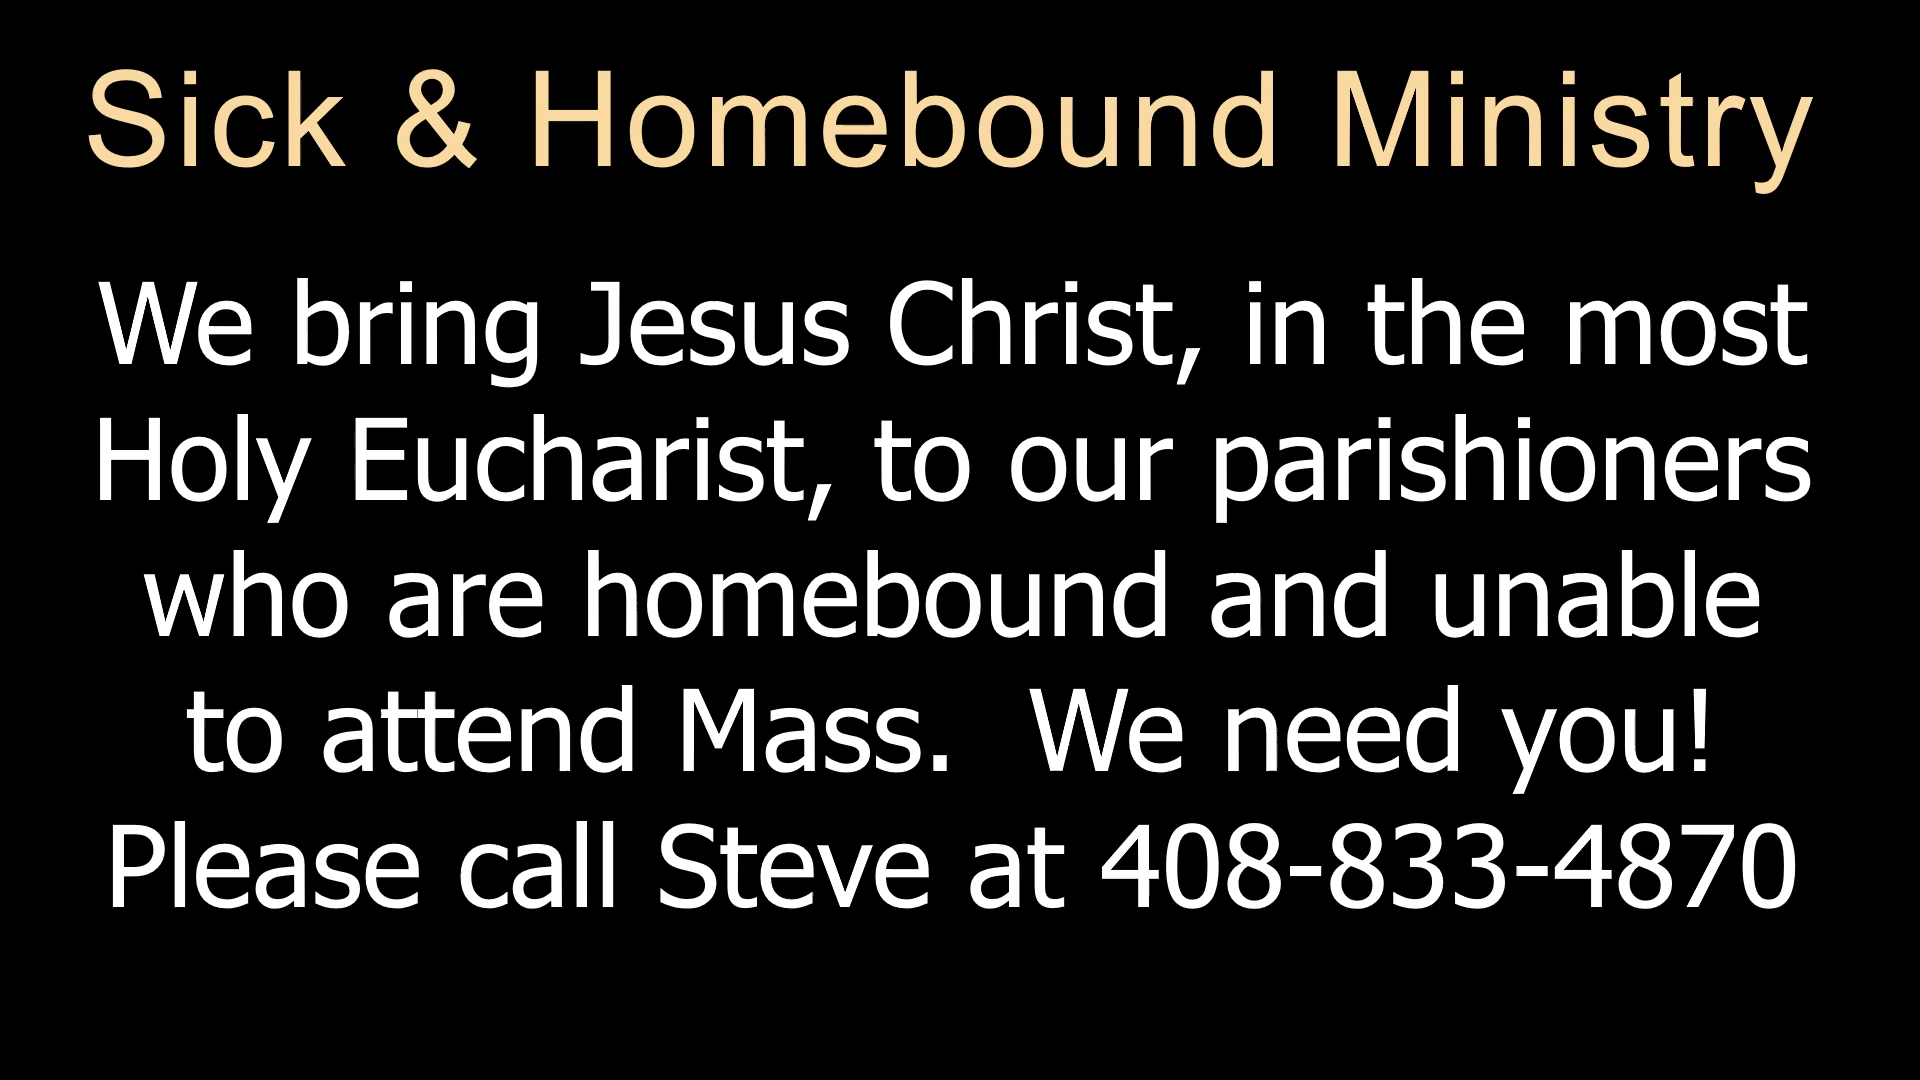 Sick & Homebound Ministry
We bring Jesus Christ, in the most
Holy Eucharist, to our parishioners
who are homebound and unable
to attend Mass.  We need you!
Please call Steve at 408-833-4870